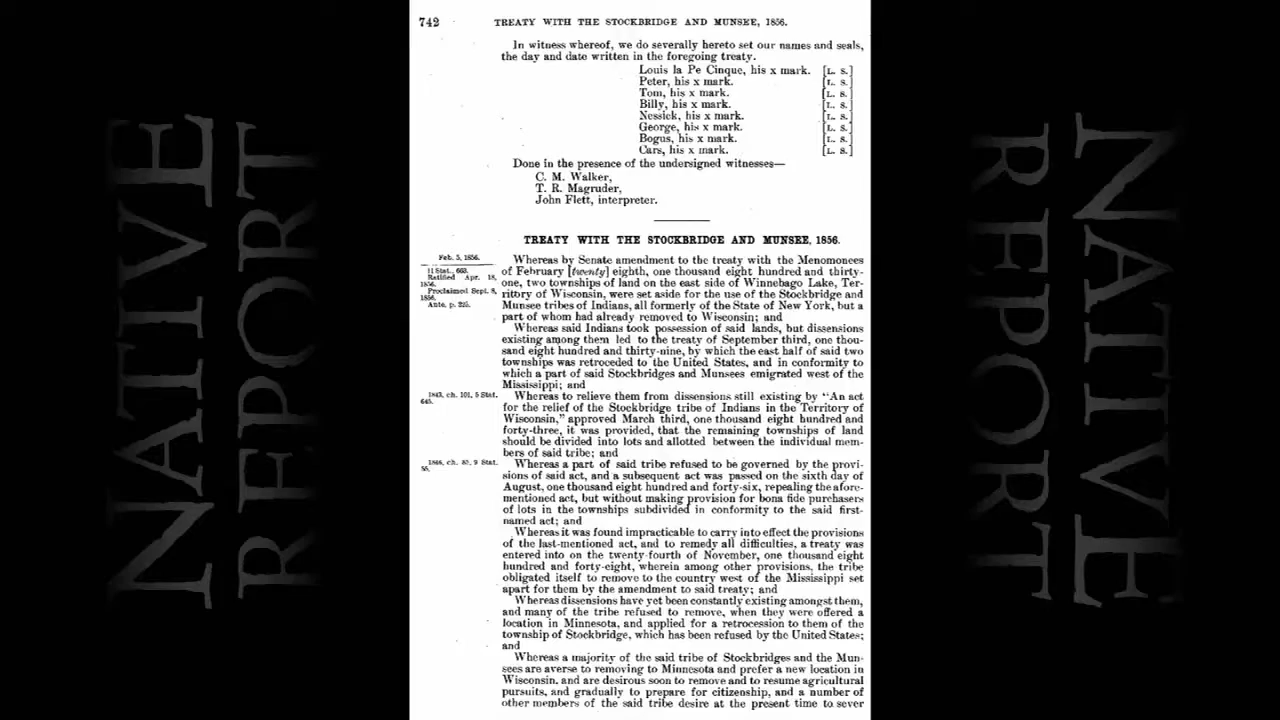 742 TREATY WITH THE STOCKBRIDGE AND MUNSEE, 1856.
In witness whereof, we do severally hereto set our names and seals,
the day and date written in the foregoing treaty.
Louis la Pe Cinque, his x mark. [L. S.]
Peter, his x mark. [L. S.]
Tom, his x mark. [L. S.]
Billy, his x mark. [L. S.]
Nessick, his x mark. [L. S.]
George, his x mark. [L. S.]
Bogus, his x mark. [L. S.]
Cars, his x mark. [L. S.]
Done in the presence of the undersigned witnesses—
C. M. Walker,
T. R. Magruder,
John Flett, interpreter.
TREATY WITH THE STOCKBRIDGE AND MUNSEE, 1856.
Feb. 5, 1856.
11 Stat., 663.
Ratified Apr. 18,
1856.
Proclaimed Sept. 8,
1856.
Ante, p. 225.
Whereas by Senate amendment to the treaty with the Menomonees
of February [twenty] eighth, one thousand eight hundred and thirty-
one, two townships of land on the east side of Winnebago Lake, Ter-
ritory of Wisconsin, were set aside for the use of the Stockbridge and
Munsee tribes of Indians, all formerly of the State of New York, but a
part of whom had already removed to Wisconsin; and
Whereas said Indians took possession of said lands, but dissensions
existing among them led to the treaty of September third, one thou-
sand eight hundred and thirty-nine, by which the east half of said two
townships was retroceded to the United States, and in conformity to
which a part of said Stockbridges and Munsees emigrated west of the
Mississippi; and
1843, ch. 101, 5 Stat.
645.
Whereas to relieve them from dissensions still existing by "An act
for the relief of the Stockbridge tribe of Indians in the Territory of
Wisconsin," approved March third, one thousand eight hundred and
forty-three, it was provided, that the remaining townships of land
should be divided into lots and allotted between the individual mem-
bers of said tribe; and
ch. 9 Stat.
55.
Whereas a part of said tribe refused to be governed by the provi-
sions of said act, and a subsequent act was passed on the sixth day of
August, one thousand eight hundred and forty-six, repealing the afore-
mentioned act, but without making provision for bona fide purchasers
of lots in the townships subdivided in conformity to the said first-
named act; and
Whereas it was found impracticable to carry into effect the provisions
of the last-mentioned act, and to remedy all difficulties, a treaty was
entered into on the twenty-fourth of November, one thousand eight
hundred and forty-eight, wherein among other provisions, the tribe
obligated itself to remove to the country west of the Mississippi set
apart for them by the amendment to said treaty; and
Whereas dissensions have yet been constantly existing amongst them,
and many of the tribe refused to remove, when they were offered a
location in Minnesota, and applied for a retrocession to them of the
township of Stockbridge, which has been refused by the United States;
and
Whereas a majority of the said tribe of Stockbridges and the Mun-
sees are averse to removing to Minnesota and prefer a new location in
Wisconsin, and are desirous soon to remove and to resume agricultural
pursuits, and gradually to prepare for citizenship, and a number of
other members of the said tribe desire at the present time to sever
NATIVE
REPORT
NATIVE
REPORT